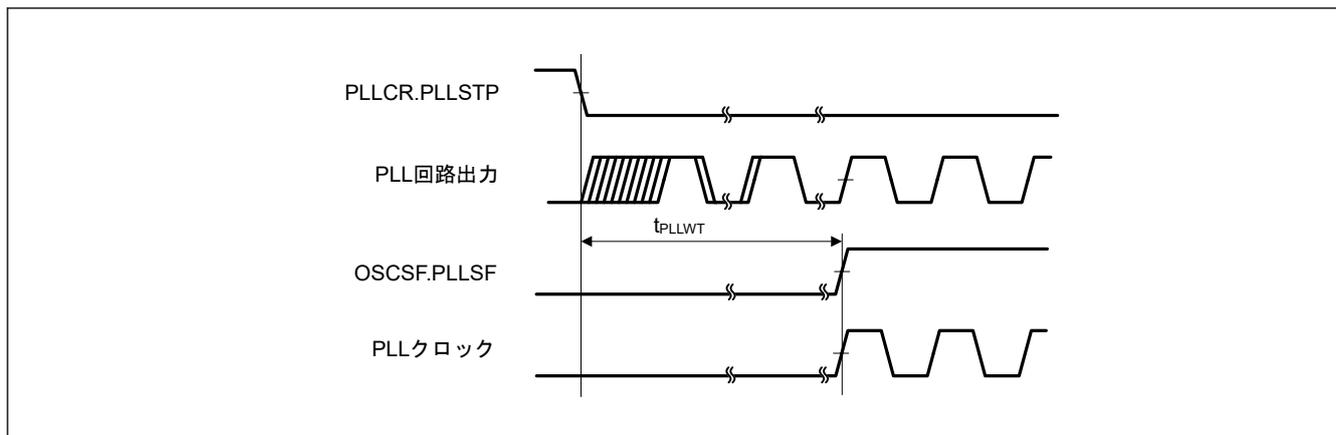 PLLCR.PLLSTP
PLL回路出力
tPLLWT
OSCSF.PLLSF
PLLクロック